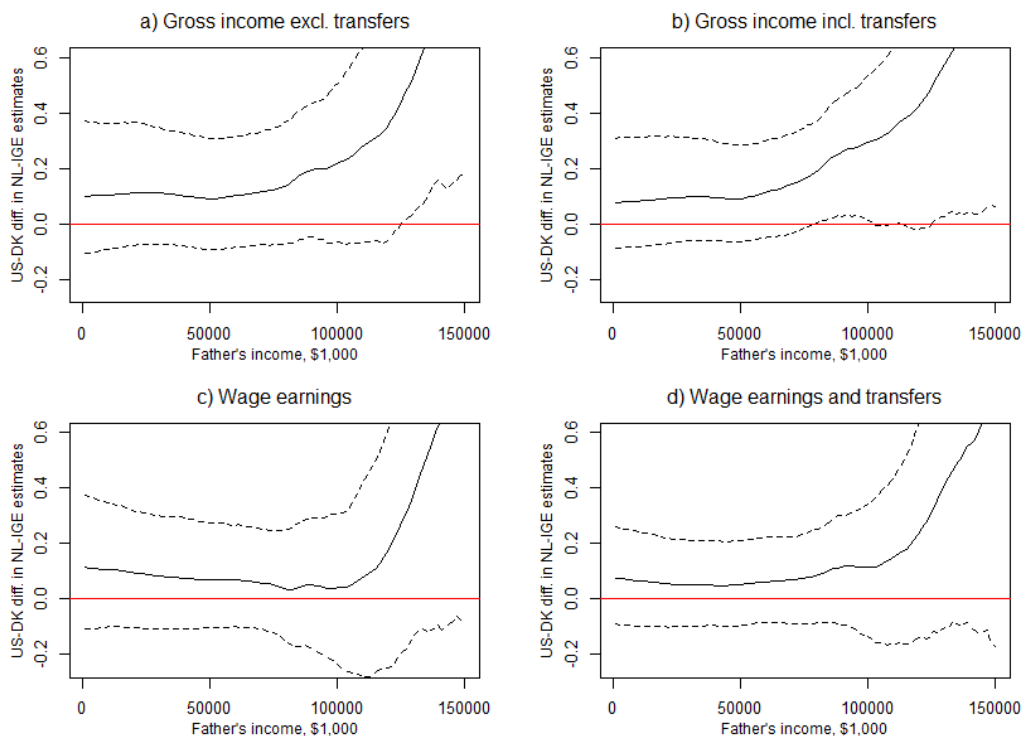 a) Gross income excl. transfers
US-DK diff. in NL-IGE estimates
0.6
0.4
0.2
0.0
-0.2
0 50000 100000 150000
Father's income, $1,000
b) Gross income incl. transfers
US-DK diff. in NL-IGE estimates
0.6
0.4
0.2
0.0
-0.2
0 50000 100000 150000
Father's income, $1,000
c) Wage earnings
US-DK diff. in NL-IGE estimates
0.6
0.4
0.2
0.0
-0.2
0 50000 100000 150000
Father's income, $1,000
d) Wage earnings and transfers
US-DK diff. in NL-IGE estimates
0.6
0.4
0.2
0.0
-0.2
0 50000 100000 150000
Father's income, $1,000